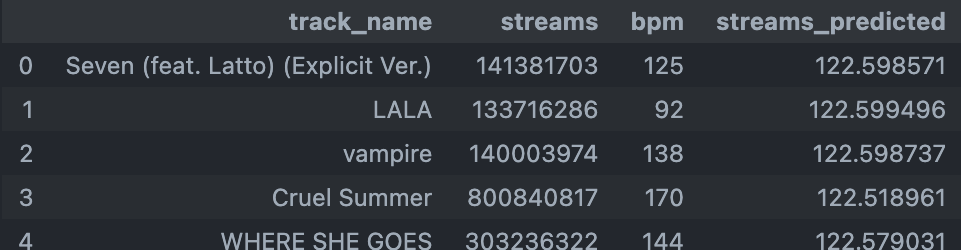 track_name streams bpm streams_predicted
0 Seven (feat. Latto) (Explicit Ver.) 141381703 125 122.598571
1 LALA 133716286 92 122.599496
2 vampire 140003974 138 122.598737
3 Cruel Summer 800840817 170 122.518961
4 WHERE SHE GOES 303236322 144 122.579031